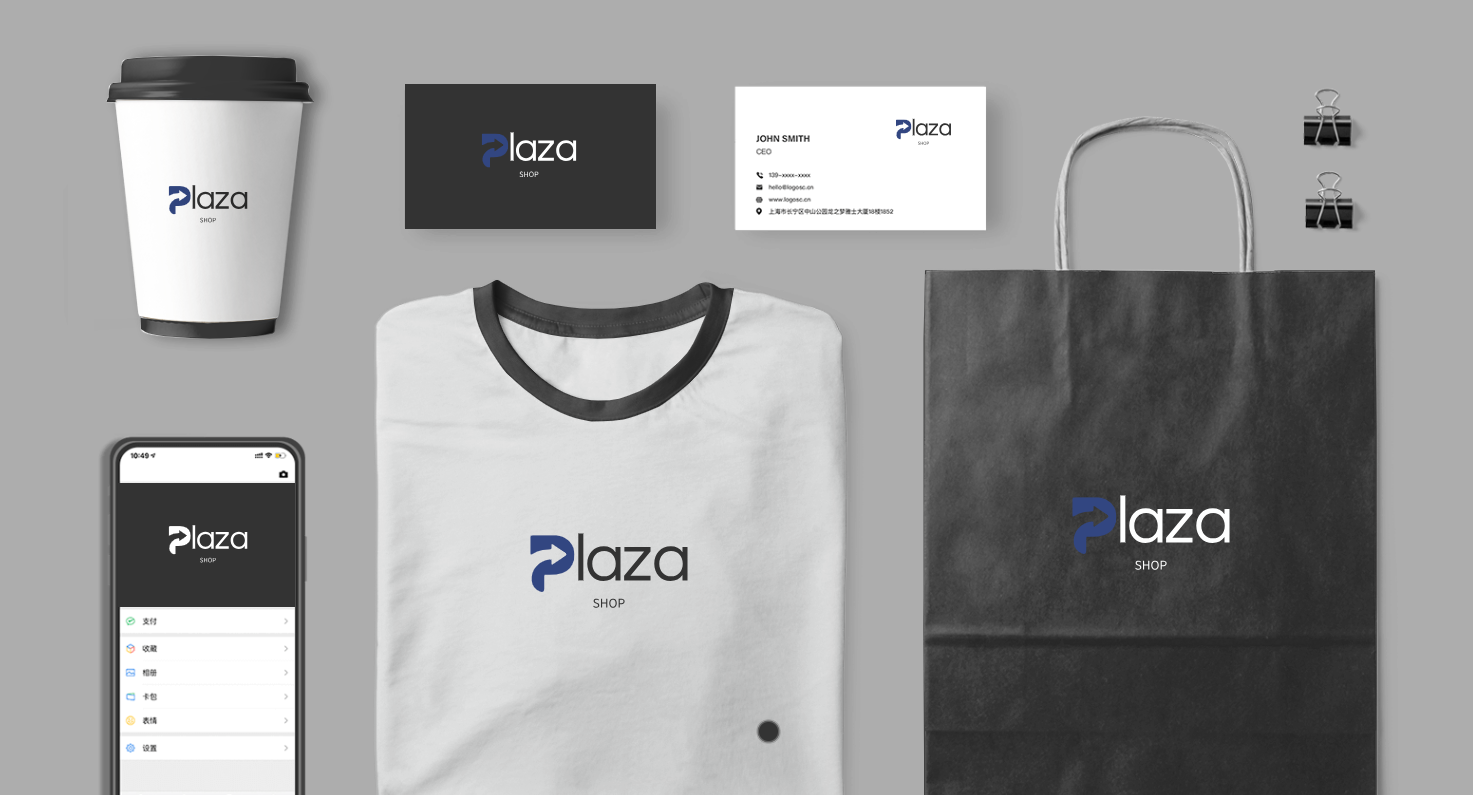 Plaza
SHOP
Plaza
SHOP
Plaza
SHOP
JOHN SMITH
CEO
139-xxxx-xxxx
hello@logosc.cn
www.logosc.cn
上海市长宁区中山公园龙之梦雅士大厦18楼1852
10:49
Plaza
SHOP
支付
收藏
相册
卡包
表情
设置
Plaza
SHOP
Plaza
SHOP